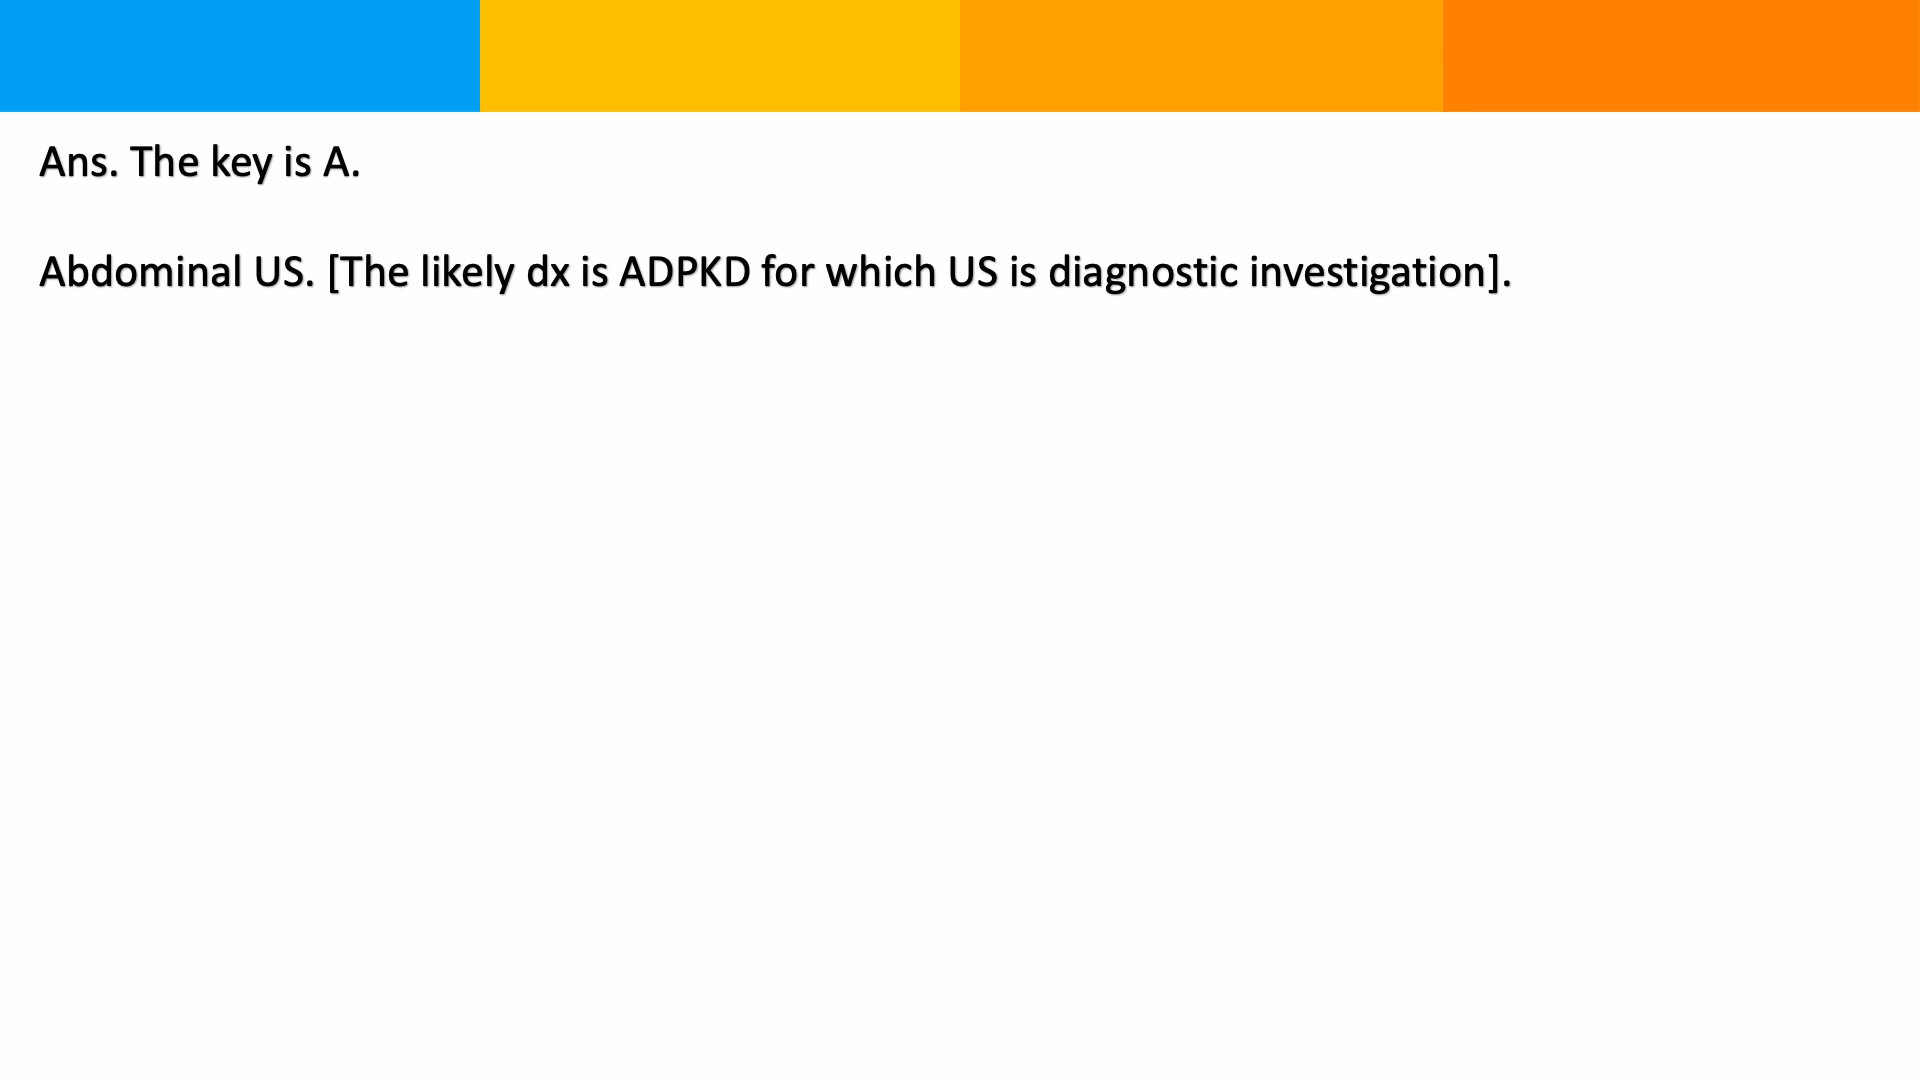 Ans. The key is A.
Abdominal US. [The likely dx is ADPKD for which US is diagnostic investigation].